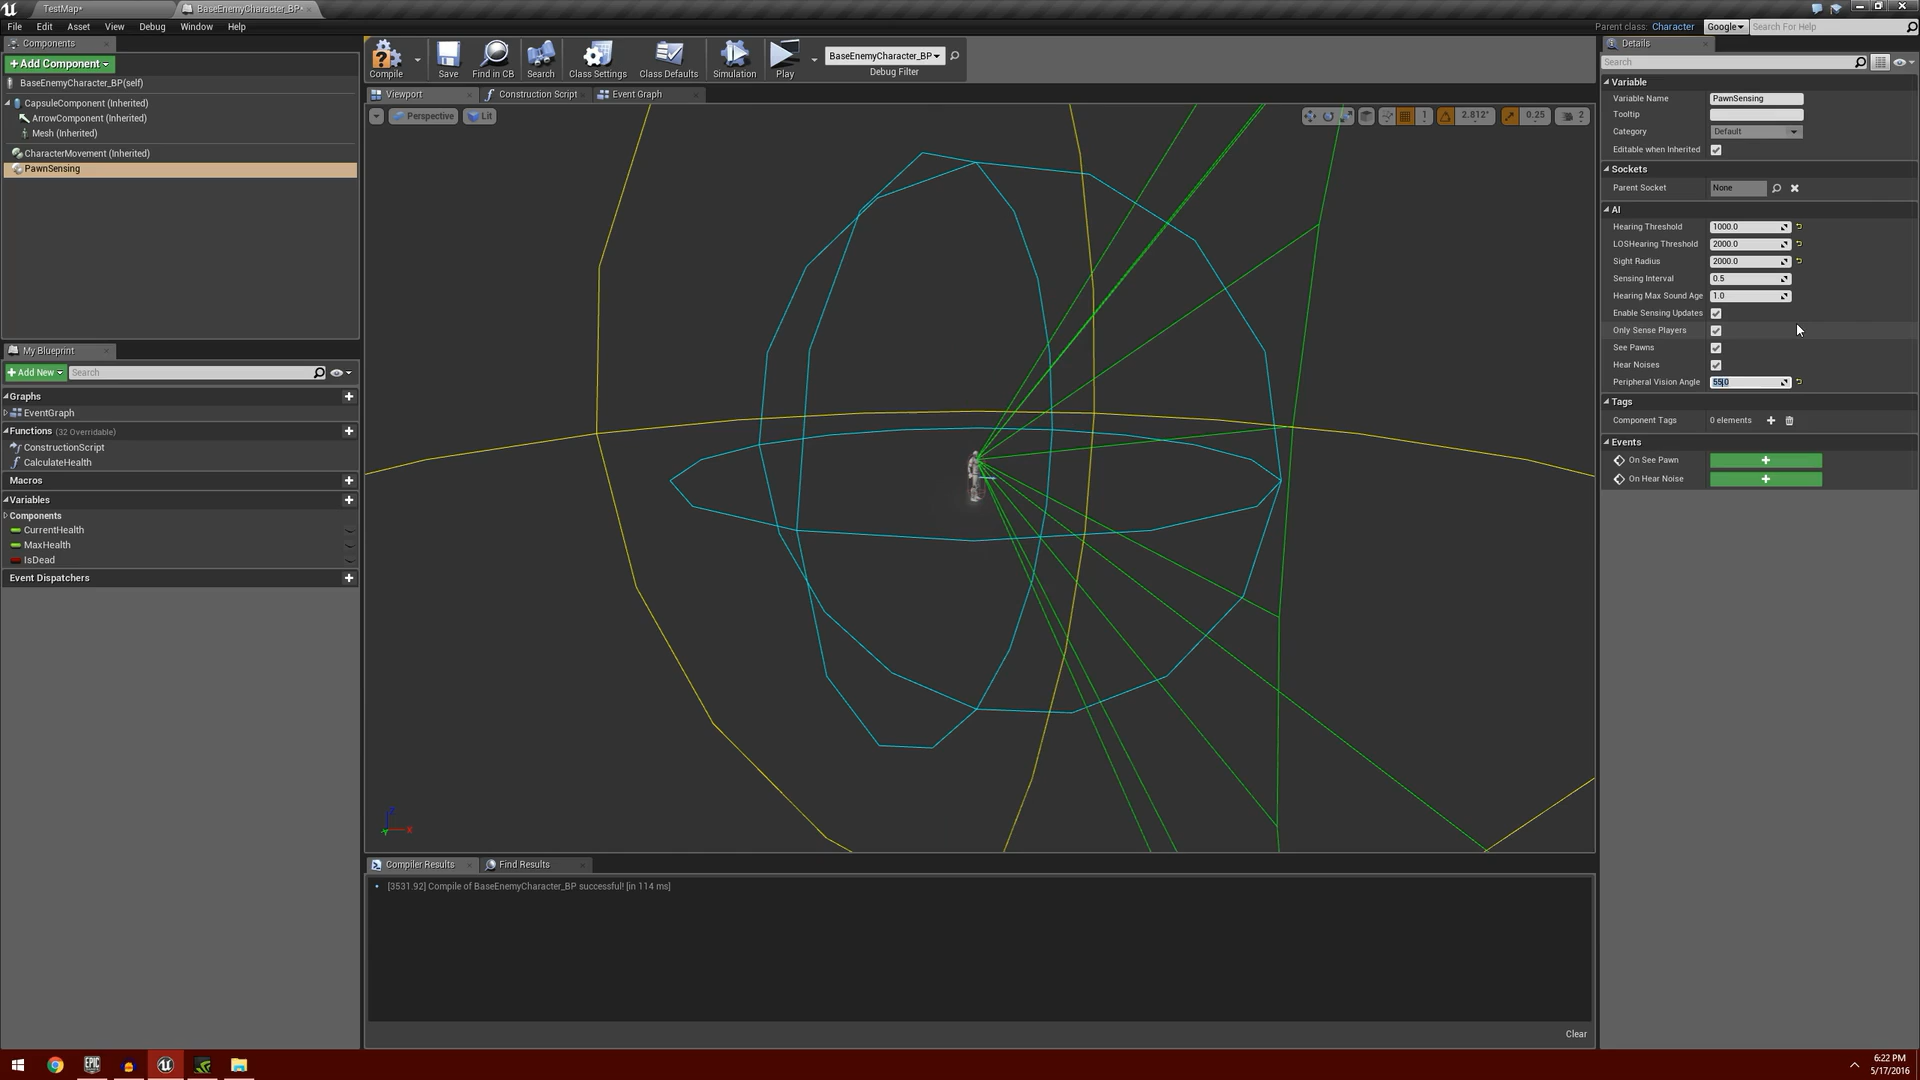 TestMap*
BaseEnemyCharacter_BP*
File Edit Asset View Debug Window Help
Parent class: Character Google Search For Help
Components
Add Component
BaseEnemyCharacter_BP(self)
CapsuleComponent (Inherited)
ArrowComponent (Inherited)
Mesh (Inherited)
CharacterMovement (Inherited)
PawnSensing
My Blueprint
Add New Search
Graphs
EventGraph
Functions (32 Overridable)
ConstructionScript
CalculateHealth
Macros
Variables
Components
CurrentHealth
MaxHealth
IsDead
Event Dispatchers
Compile Save Find in CB Search Class Settings Class Defaults Simulation Play
BaseEnemyCharacter_BP
Debug Filter
Viewport Construction Script Event Graph
Perspective Lit
1 2.812° 0.25 2
Z
X
Compiler Results Find Results
[3531.92] Compile of BaseEnemyCharacter_BP successful! [in 114 ms]
Clear
Details
Search
Variable
Variable Name PawnSensing
Tooltip
Category Default
Editable when Inherited
Sockets
Parent Socket None
AI
Hearing Threshold 1000.0
LOSHearing Threshold 2000.0
Sight Radius 2000.0
Sensing Interval 0.5
Hearing Max Sound Age 1.0
Enable Sensing Updates
Only Sense Players
See Pawns
Hear Noises
Peripheral Vision Angle 55.0
Tags
Component Tags 0 elements
Events
On See Pawn
On Hear Noise
EPIC
6:22 PM
5/17/2016